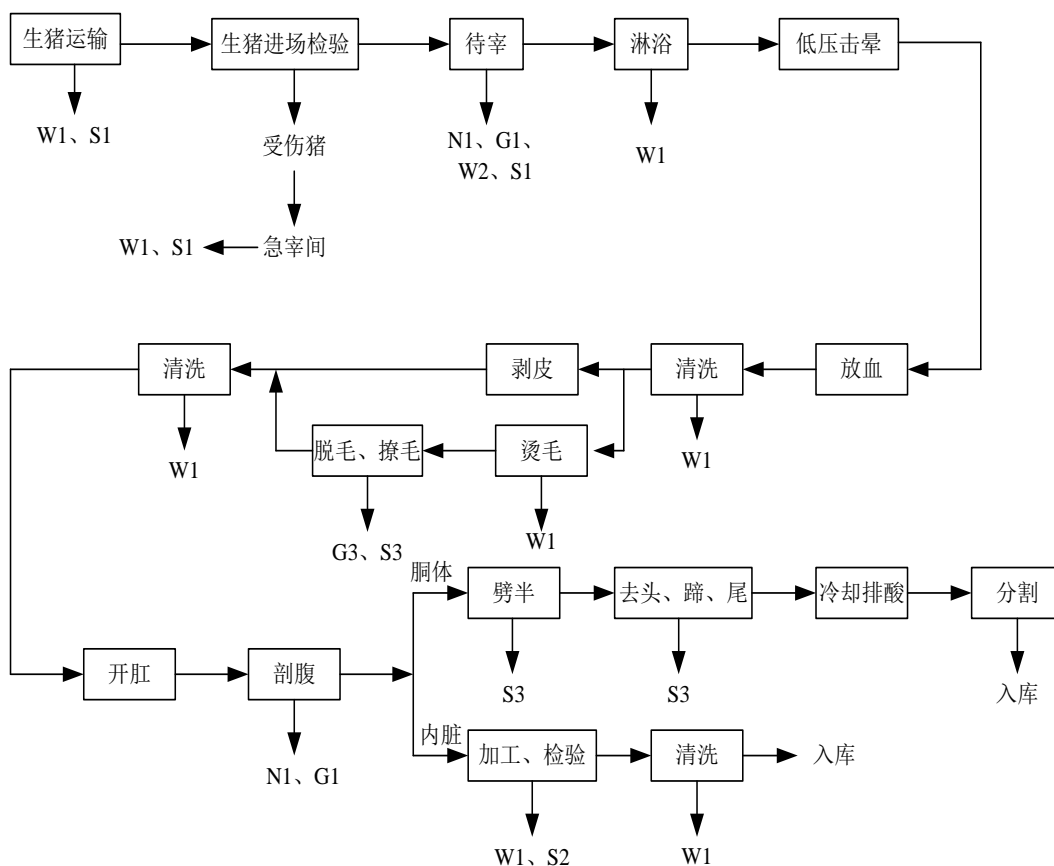 生猪运输
生猪进场检验
待宰
淋浴
低压击晕
W1、S1
受伤猪
N1、G1、
W2、S1
W1
急宰间
W1、S1
清洗
剥皮
清洗
放血
W1
脱毛、撩毛
烫毛
W1
G3、S3
W1
胴体
劈半
去头、蹄、尾
冷却排酸
分割
开肛
剖腹
S3
S3
入库
内脏
加工、检验
清洗
入库
N1、G1
W1、S2
W1